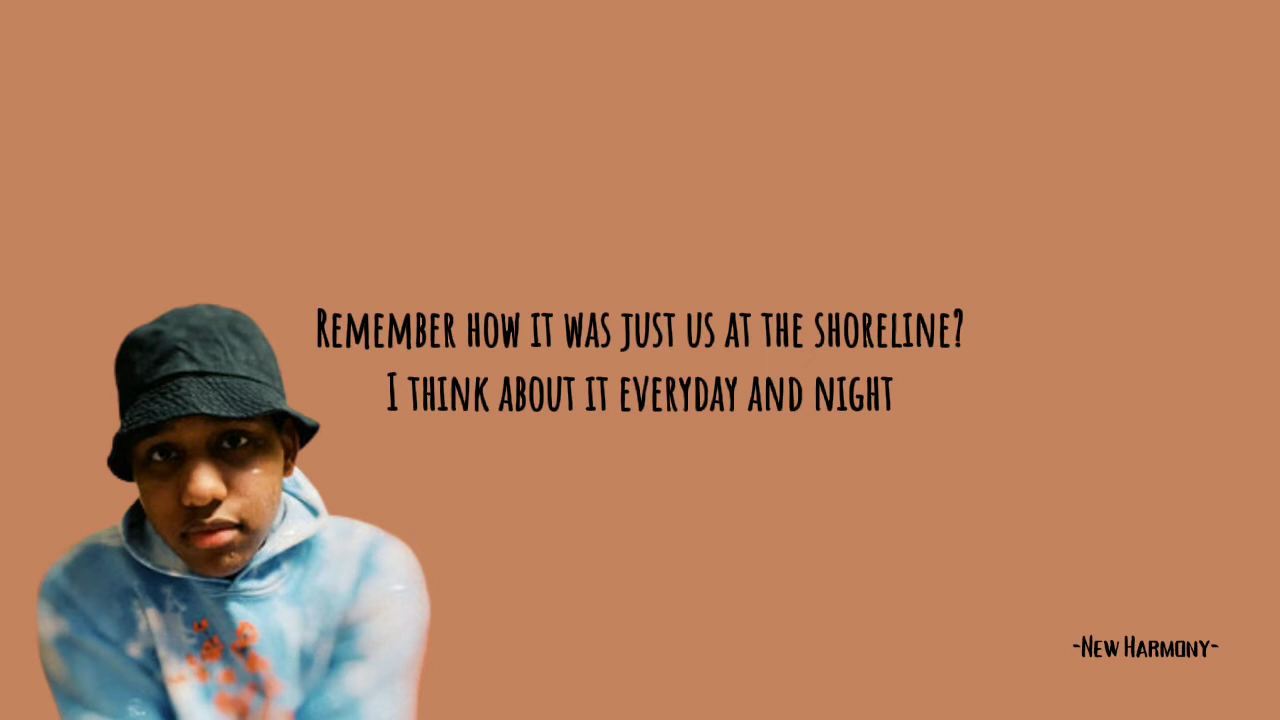 Remember how it was just us at the shoreline?
I think about it everyday and night
-New Harmony-